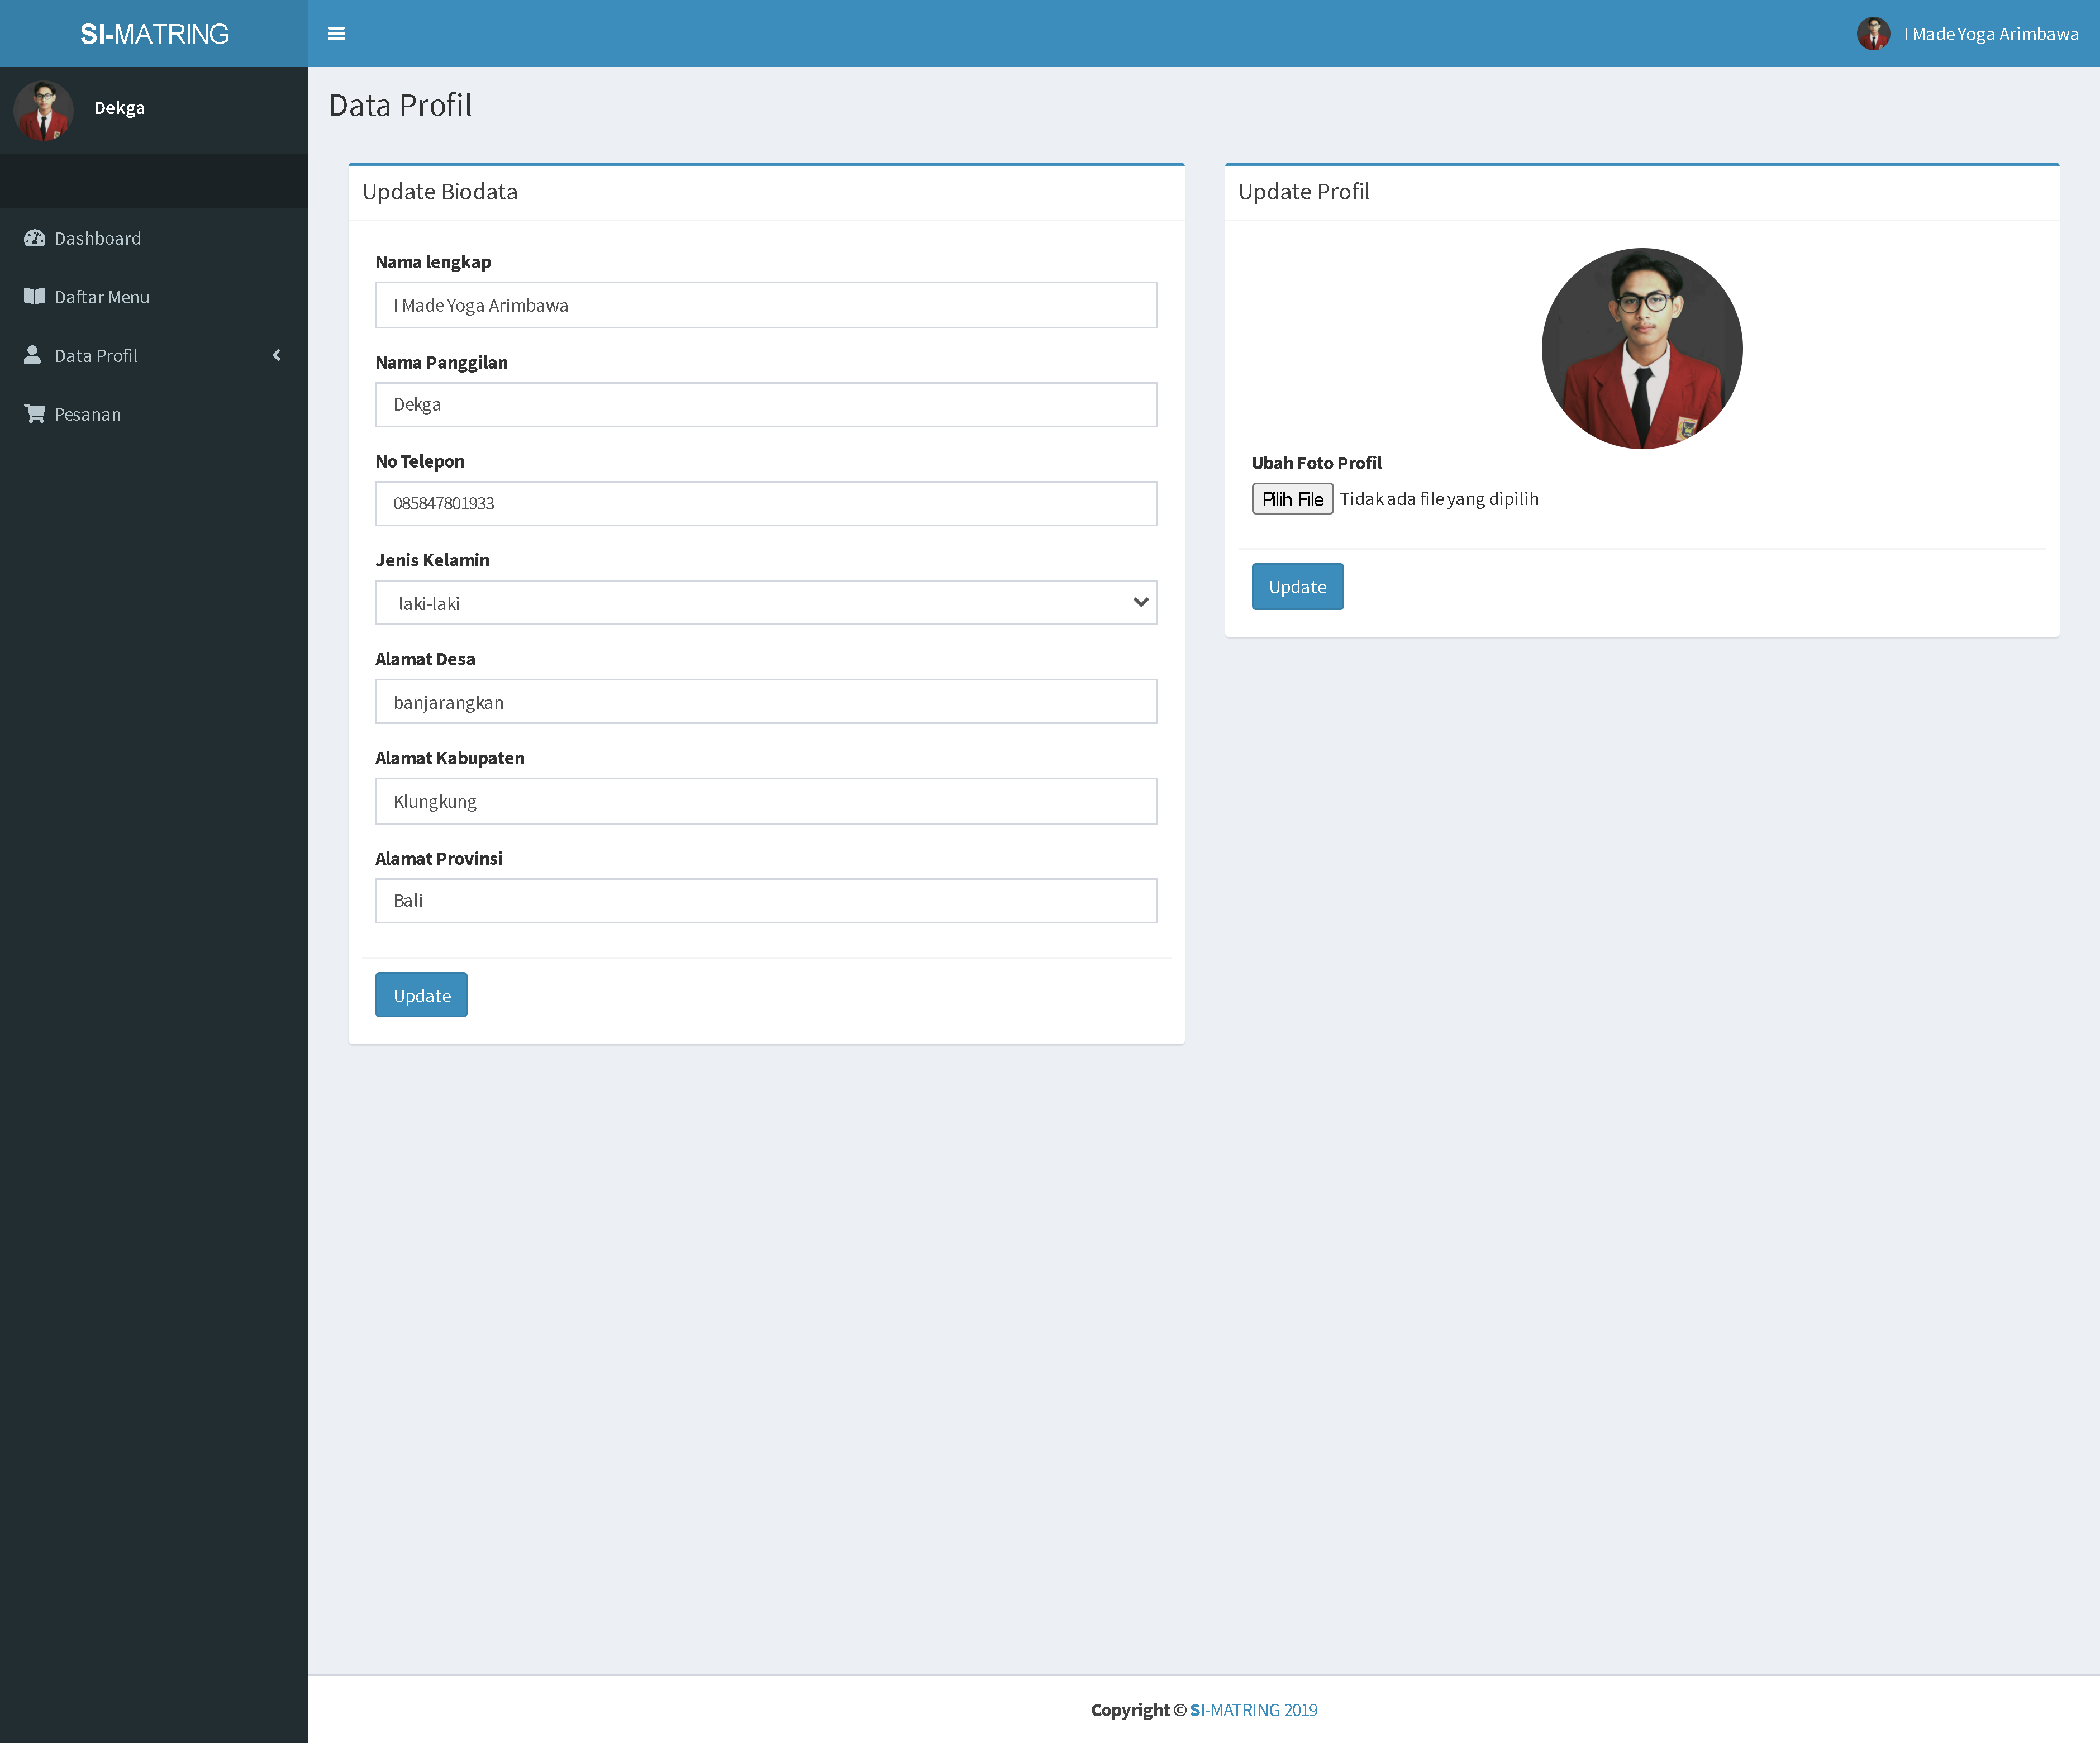 SI-MATRING
I Made Yoga Arimbawa
Dekga
Dashboard
Daftar Menu
Data Profil
Pesanan
Data Profil
Update Biodata
Nama lengkap
I Made Yoga Arimbawa
Nama Panggilan
Dekga
No Telepon
085847801933
Jenis Kelamin
laki-laki
Alamat Desa
banjarangkan
Alamat Kabupaten
Klungkung
Alamat Provinsi
Bali
Update
Update Profil
Ubah Foto Profil
Pilih File Tidak ada file yang dipilih
Update
Copyright © SI-MATRING 2019